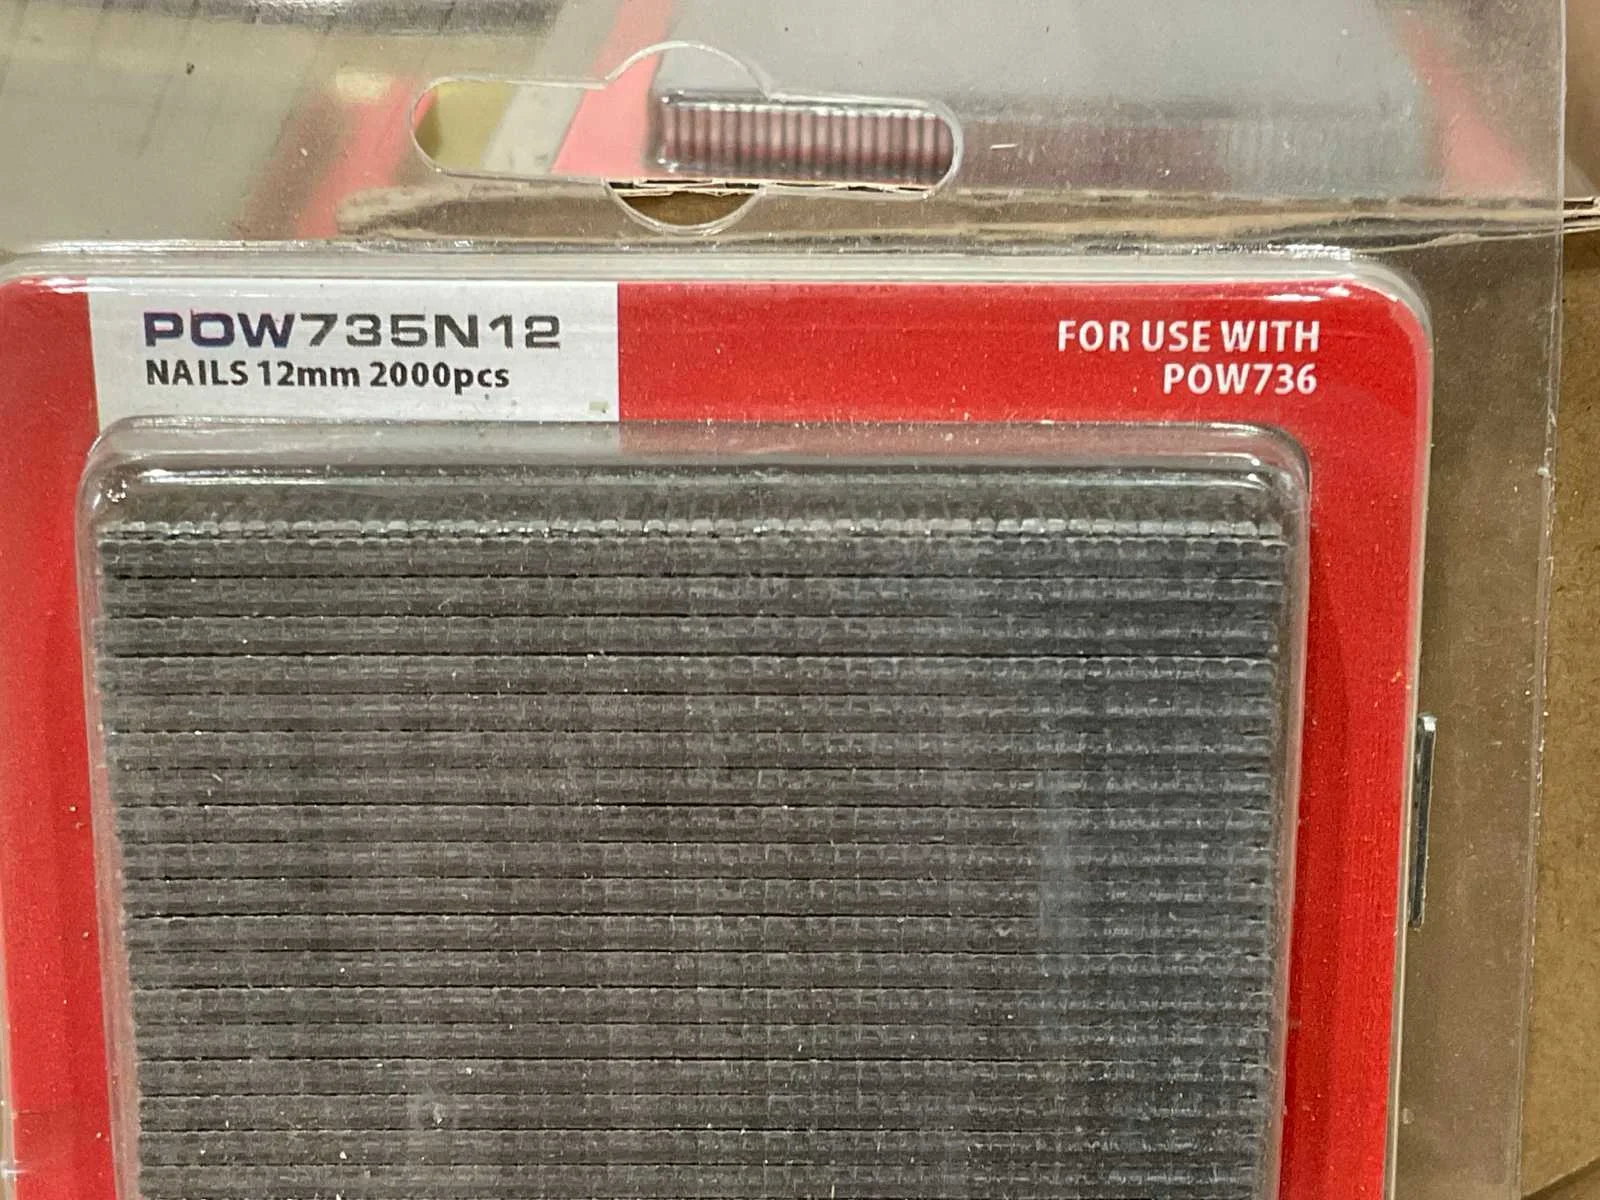 POW735N12
NAILS 12mm 2000pcs
FOR USE WITH
POW736